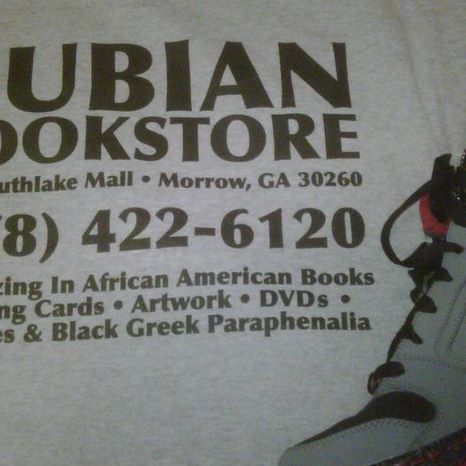 UBIAN
OOKSTORE
uthlake Mall • Morrow, GA 30260
8) 422-6120
zing In African American Books
ng Cards • Artwork • DVDs •
es & Black Greek Paraphenalia